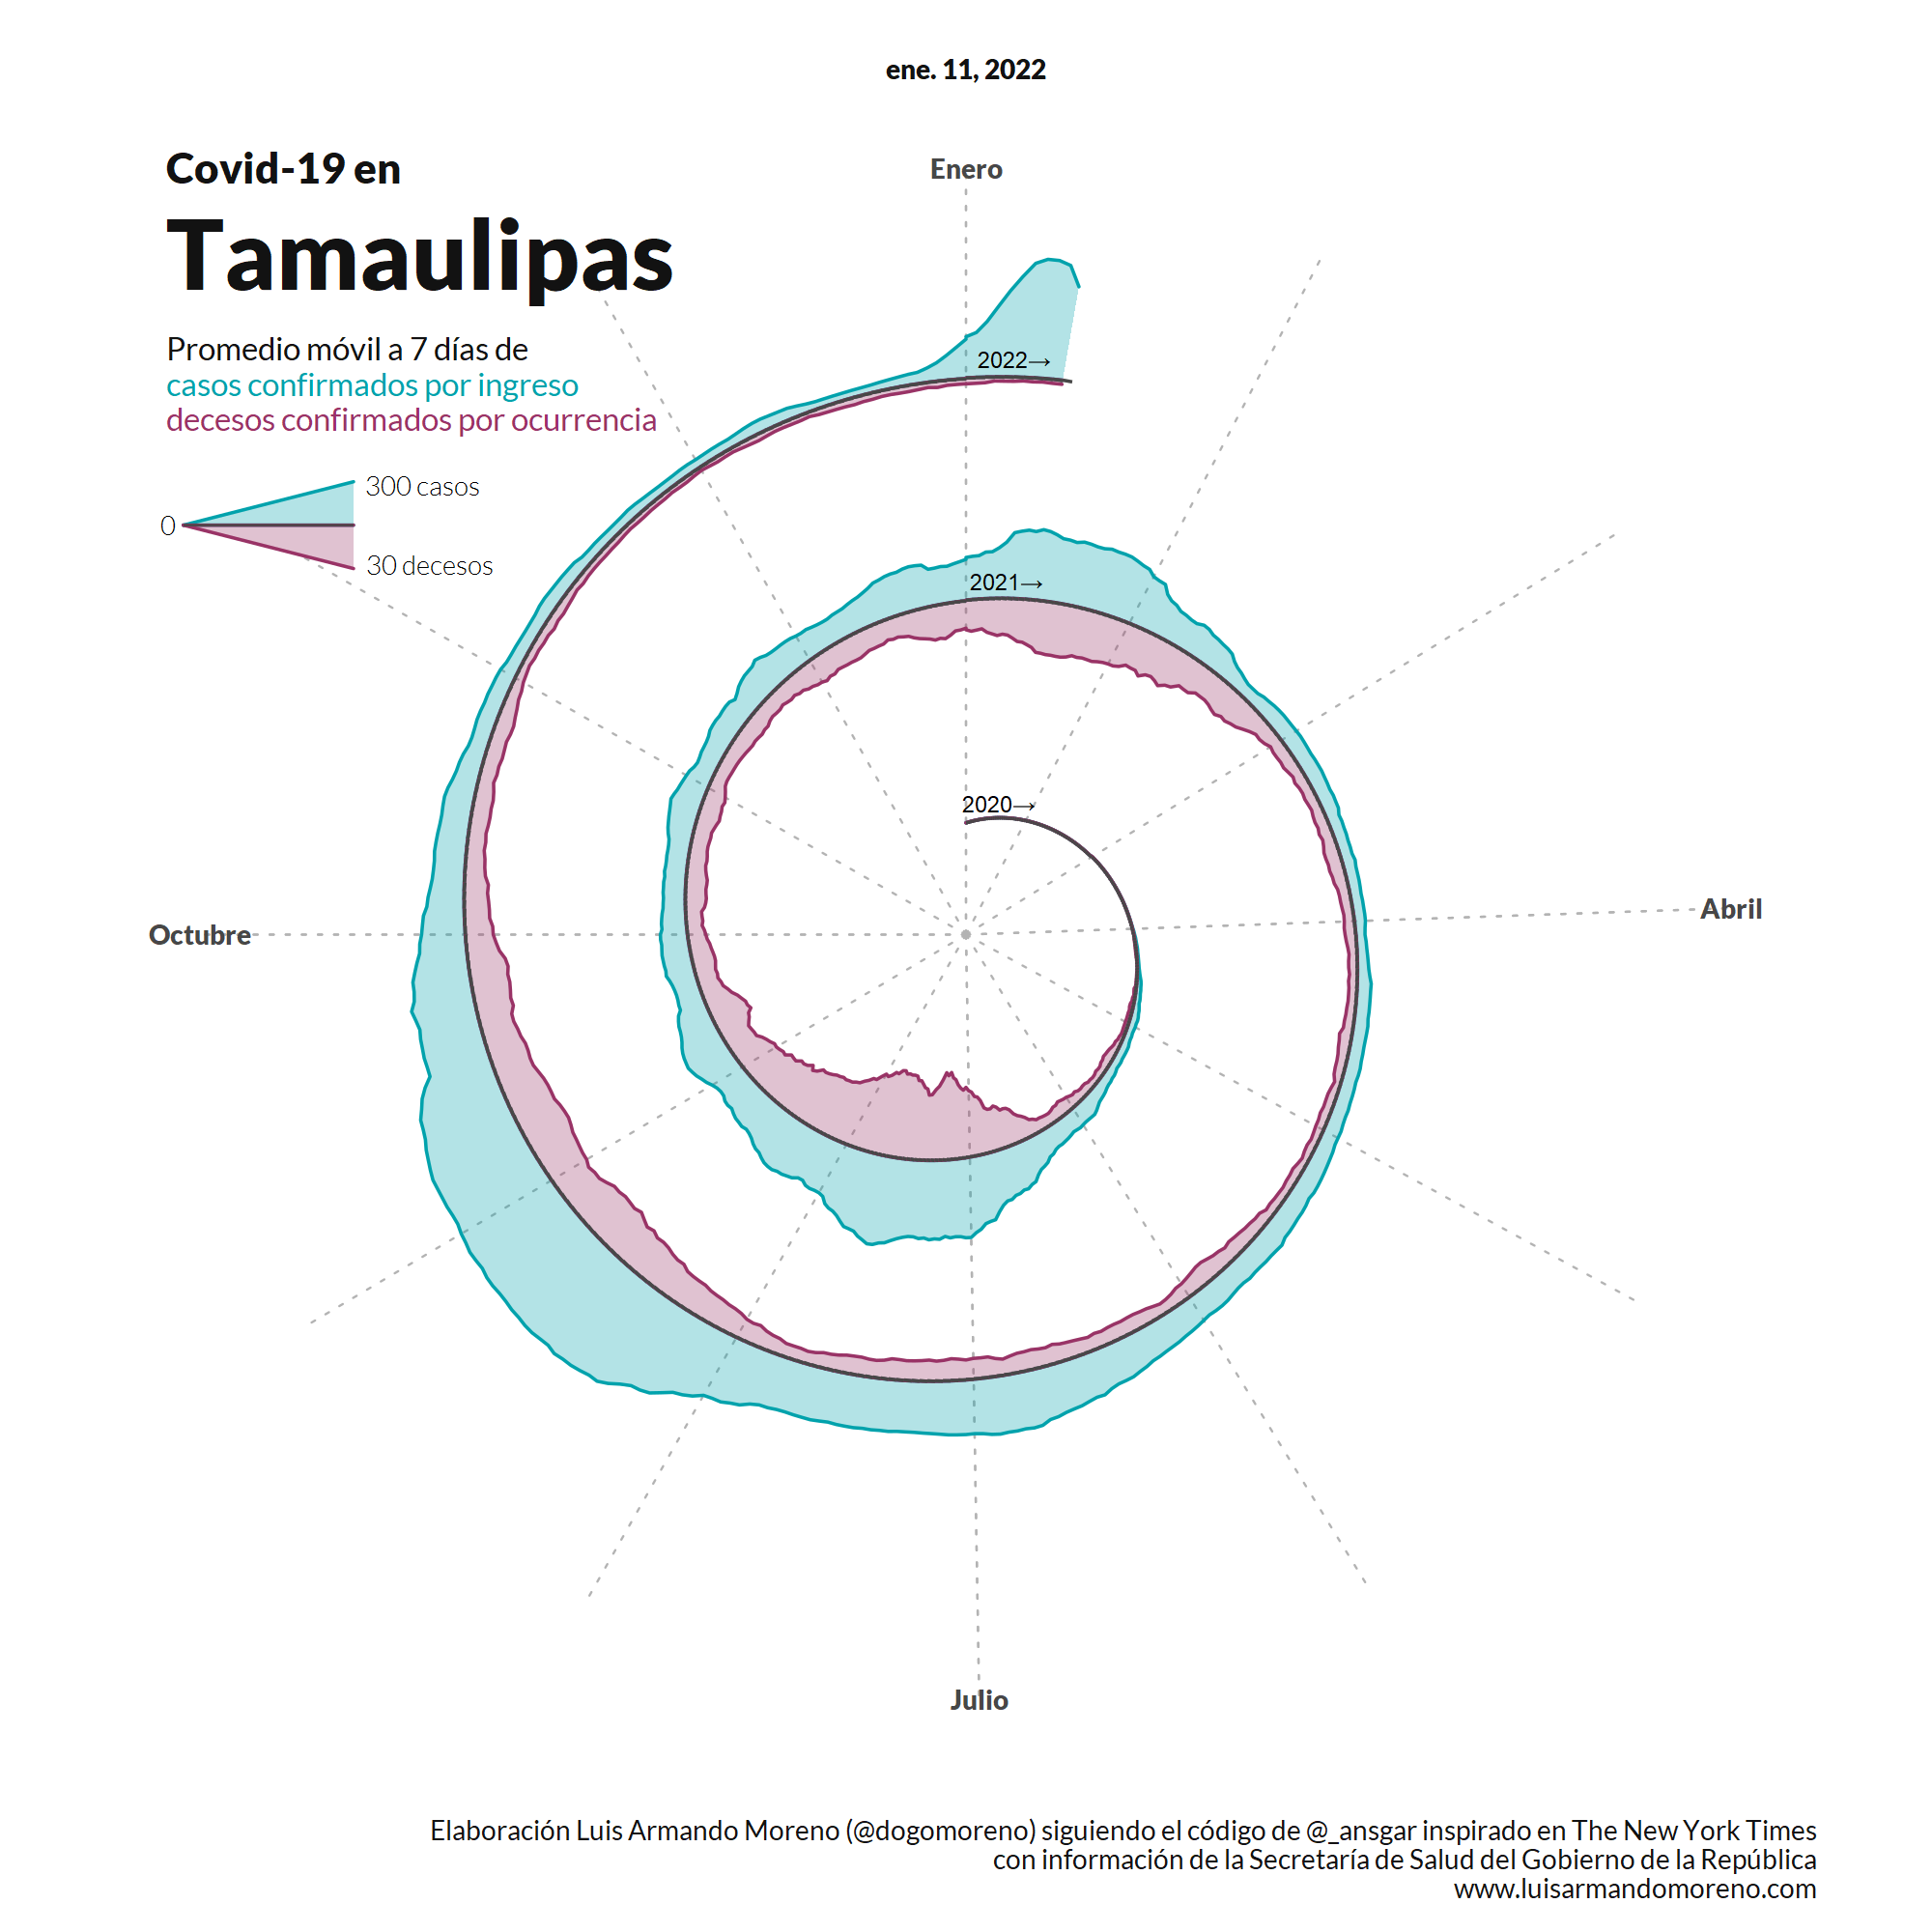 ene. 11, 2022
Covid-19 en
Tamaulipas
Promedio móvil a 7 días de
casos confirmados por ingreso
decesos confirmados por ocurrencia
300 casos
0
30 decesos
Enero
2022→
2021→
2020→
Abril
Octubre
Julio
Elaboración Luis Armando Moreno (@dogomoreno) siguiendo el código de @_ansgar inspirado en The New York Times
con información de la Secretaría de Salud del Gobierno de la República
www.luisarmandomoreno.com